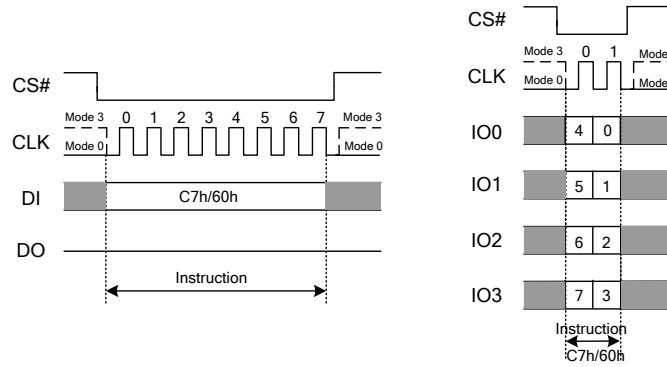 CS#
Mode 3 0 1 2 3 4 5 6 7 Mode 3
CLK
Mode 0 Mode 0
DI C7h/60h
DO
Instruction
CS#
Mode 3 0 1 Mode
CLK
Mode 0 Mode
IO0 4 0
IO1 5 1
IO2 6 2
IO3 7 3
Instruction
C7h/60h